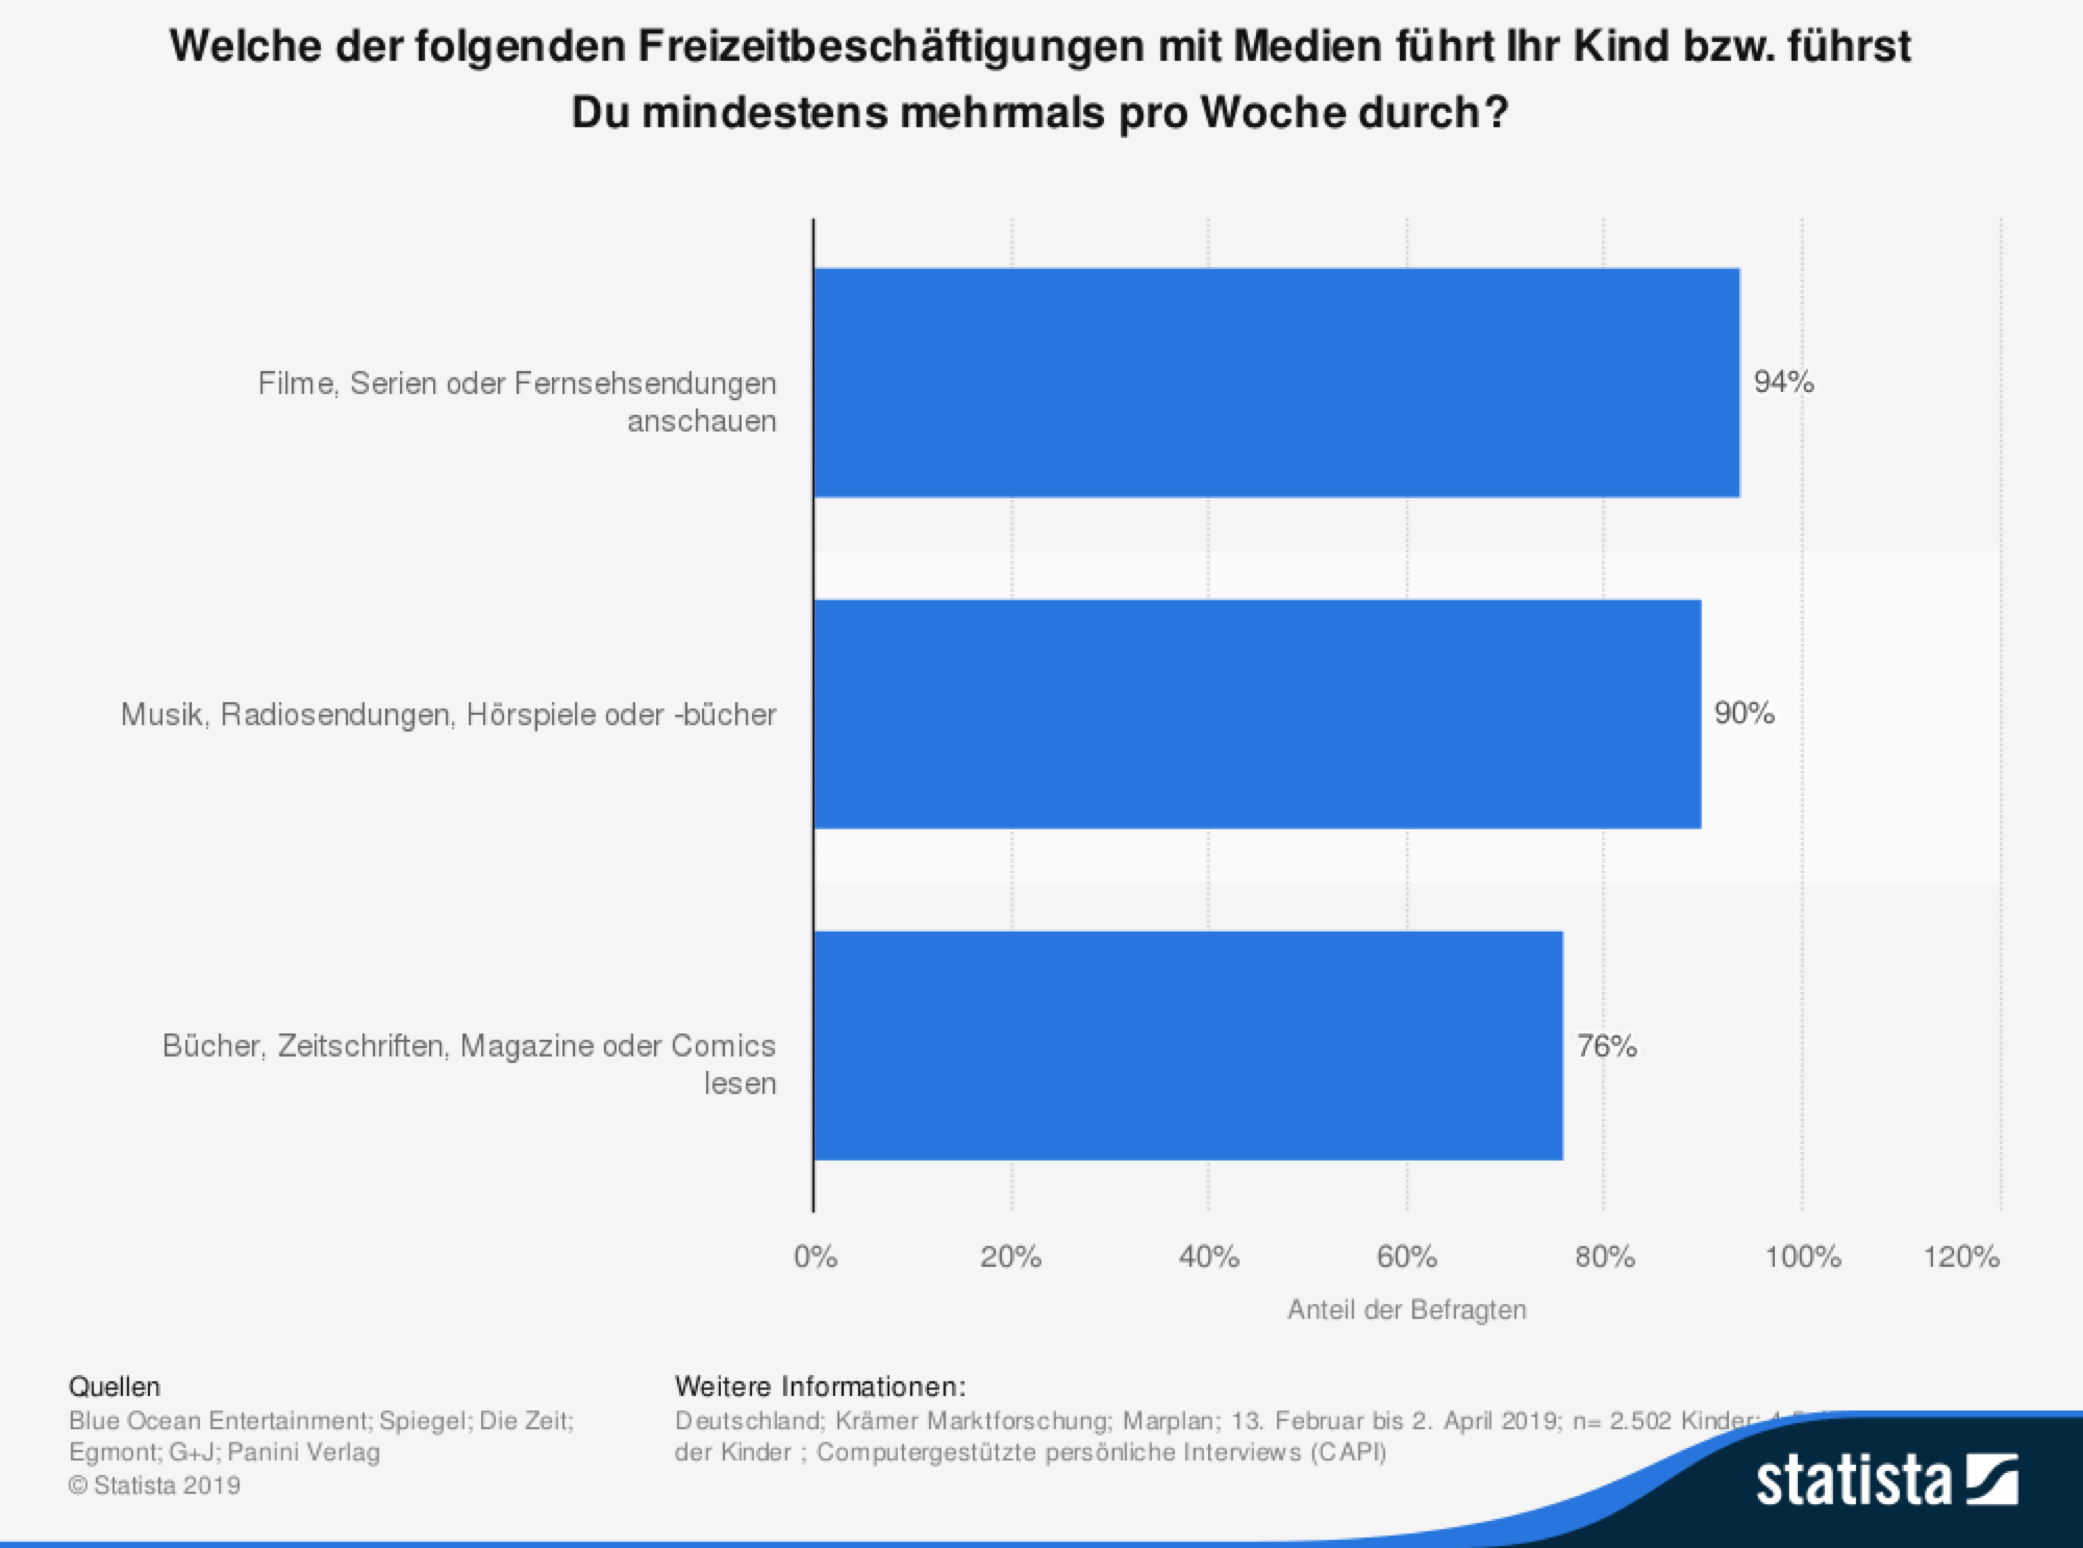 Welche der folgenden Freizeitbeschäftigungen mit Medien führt Ihr Kind bzw. führst
Du mindestens mehrmals pro Woche durch?
Filme, Serien oder Fernsehsendungen
anschauen
94%
Musik, Radiosendungen, Hörspiele oder -bücher
90%
Bücher, Zeitschriften, Magazine oder Comics
lesen
76%
0% 20% 40% 60% 80% 100% 120%
Anteil der Befragten
Quellen
Blue Ocean Entertainment; Spiegel; Die Zeit;
Egmont; G+J; Panini Verlag
© Statista 2019
Weitere Informationen:
Deutschland; Krämer Marktforschung; Marplan; 13. Februar bis 2. April 2019; n= 2.502 Kinder;
der Kinder ; Computergestützte persönliche Interviews (CAPI)
statista